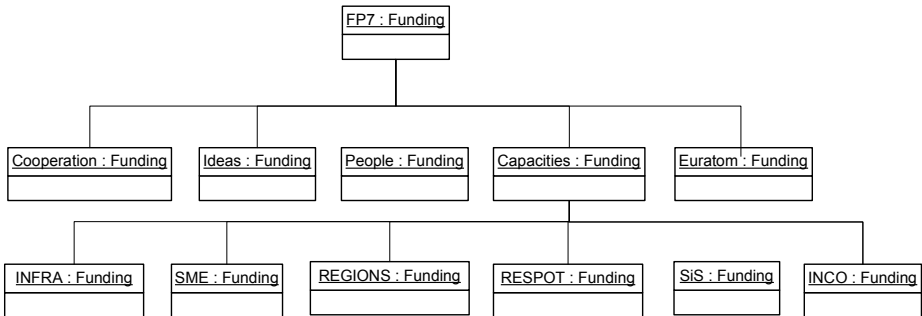 FP7 : Funding
Cooperation : Funding
Ideas : Funding
People : Funding
Capacities : Funding
Euratom : Funding
INFRA : Funding
SME : Funding
REGIONS : Funding
RESPOT : Funding
SiS : Funding
INCO : Funding